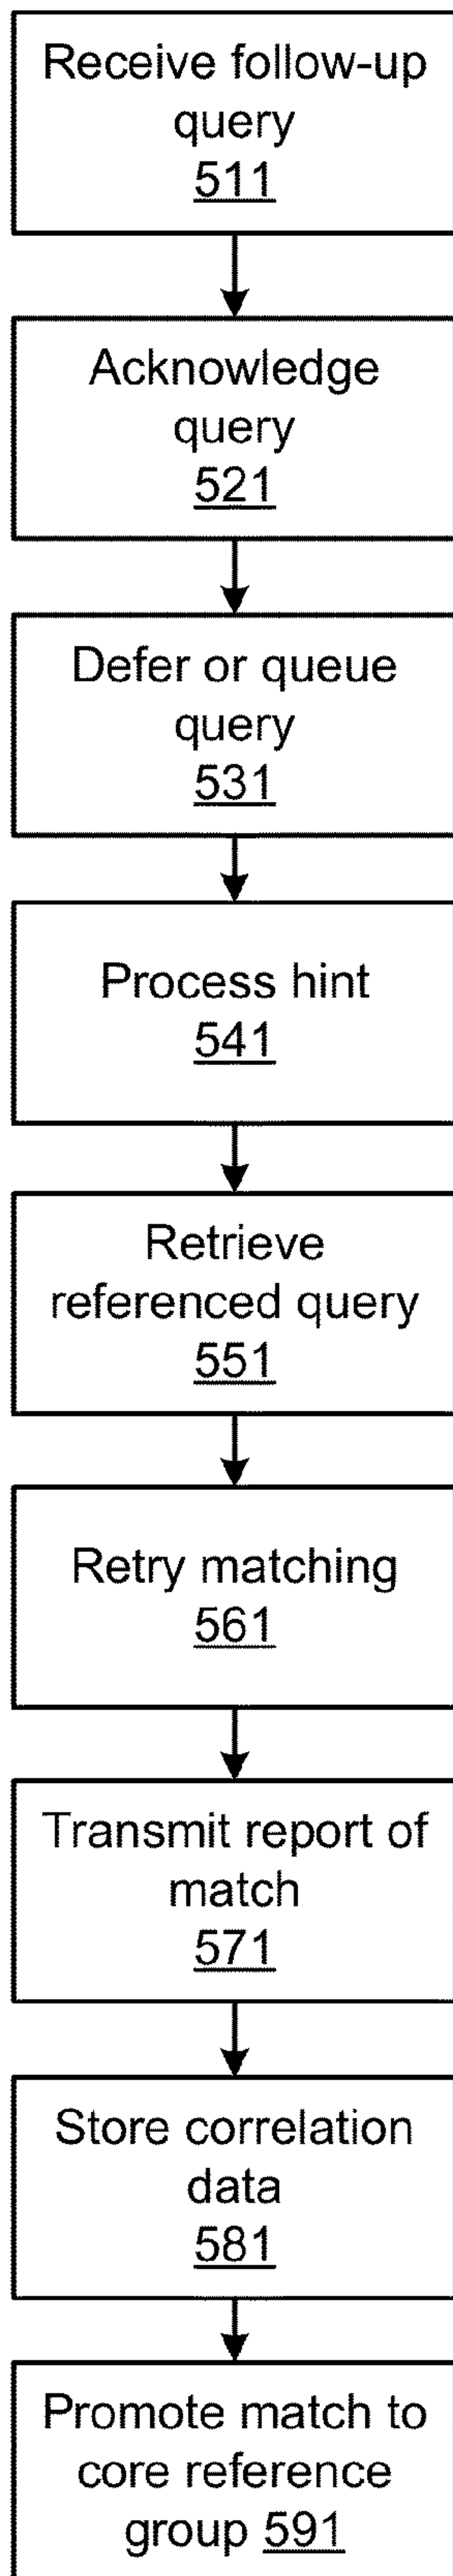 Receive follow-up
query
511
Acknowledge
query
521
Defer or queue
query
531
Process hint
541
Retrieve
referenced query
551
Retry matching
561
Transmit report of
match
571
Store correlation
data
581
Promote match to
core reference
group 591